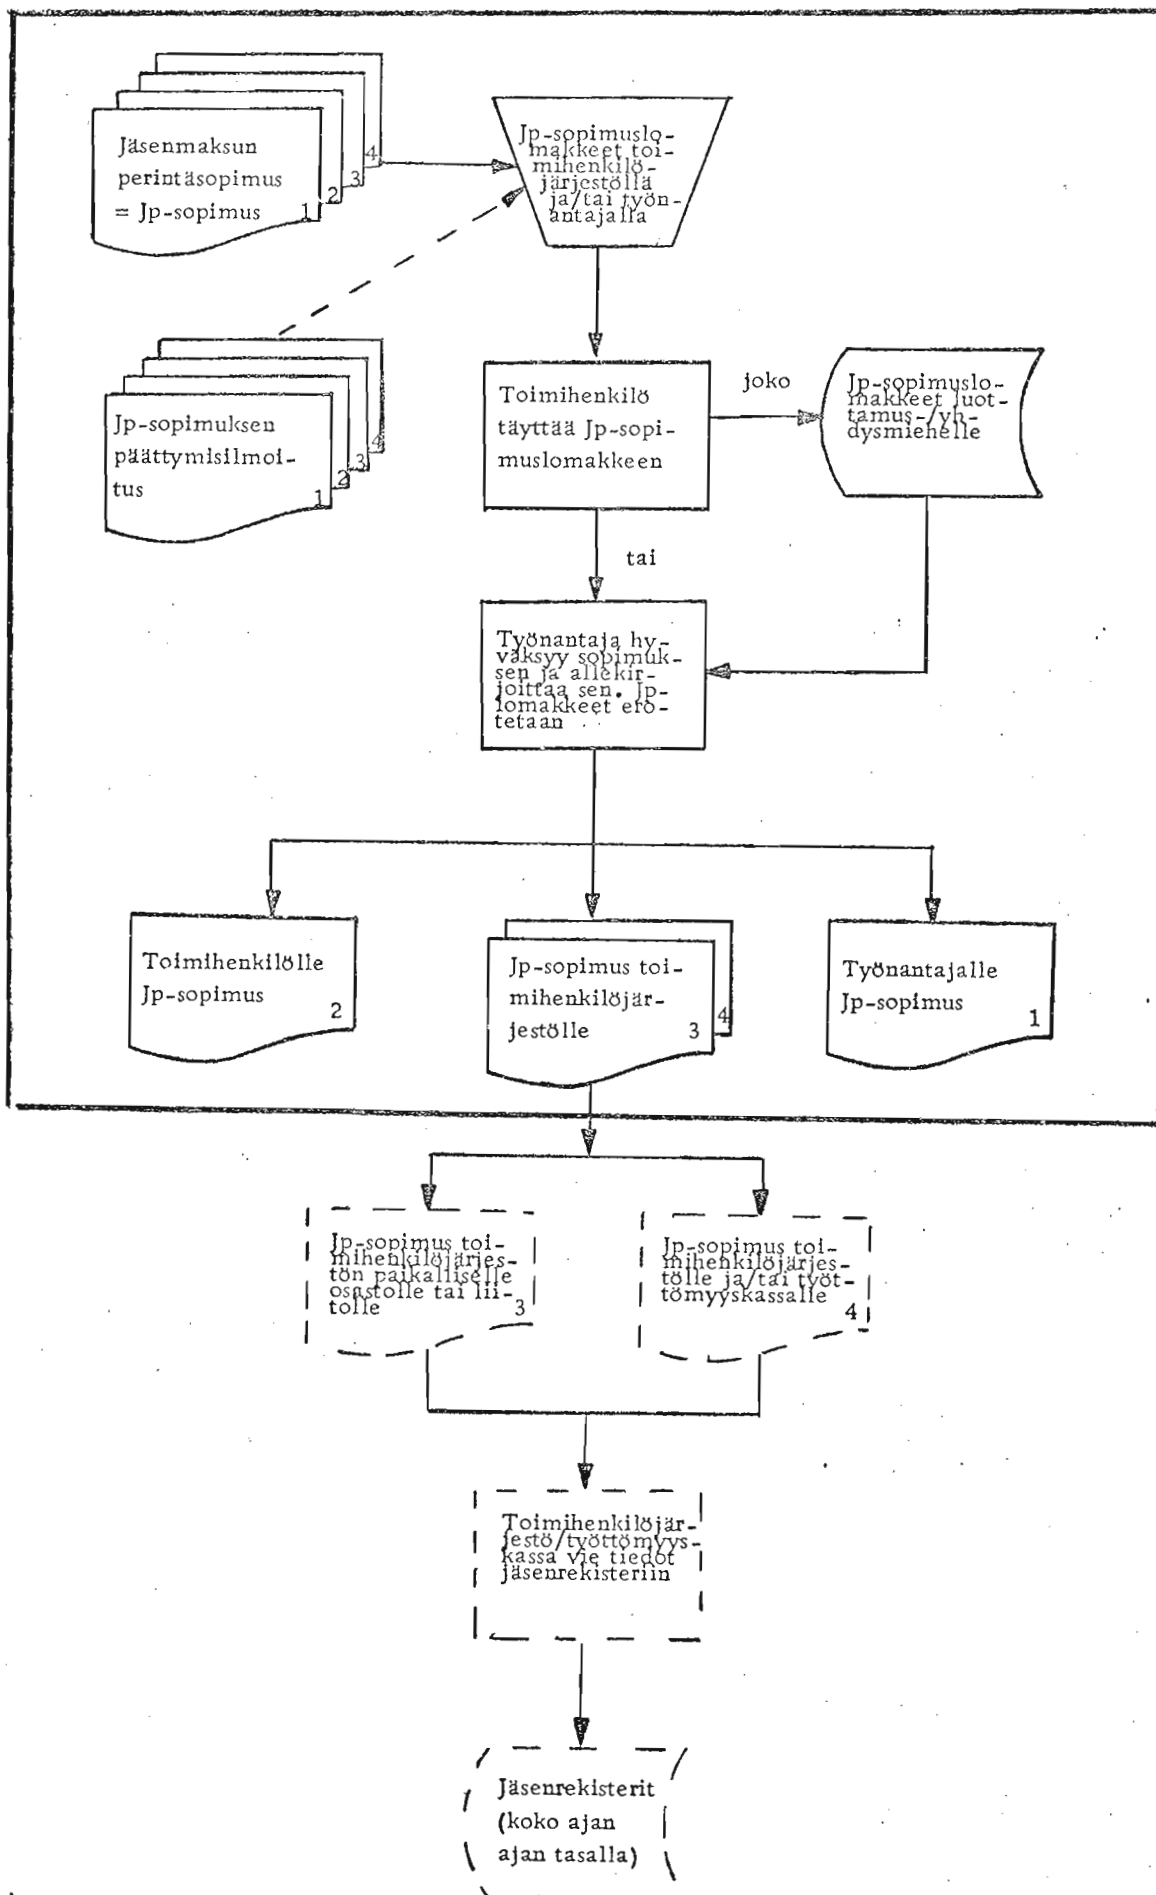 Jäsenmaksun
perintäsopimus
= Jp-sopimus
1
2
3
4
Jp-sopimuslo-
makkeet toi-
mihenkilö-
järjestöllä
ja/tai työn-
antajalla
Jp-sopimuksen
päättymisilmoi-
tus
1
2
3
4
Toimihenkilö
täyttää Jp-sopi-
muslomakkeen
joko
Jp-sopimuslo-
makkeet luot-
tamus-/yh-
dysmiehelle
tai
Työnantaja hy-
väksyy sopimuk-
sen ja allekir-
joittaa sen. Jp-
lomakkeet ero-
tetaan
Toimihenkilölle
Jp-sopimus
2
Jp-sopimus toi-
mihenkilöjär-
jestölle
3
4
Työnantajalle
Jp-sopimus
1
Jp-sopimus toi-
mihenkilöjärjes-
tön paikalliselle
osastolle tai lii-
tolle
3
Jp-sopimus toi-
mihenkilöjärjes-
tölle ja/tai työt-
tömyyskassalle
4
Toimihenkilöjär-
jestö/työttömyys-
kassa vie tiedot
jäsenrekisteriin
Jäsenrekisterit
(koko ajan
ajan tasalla)